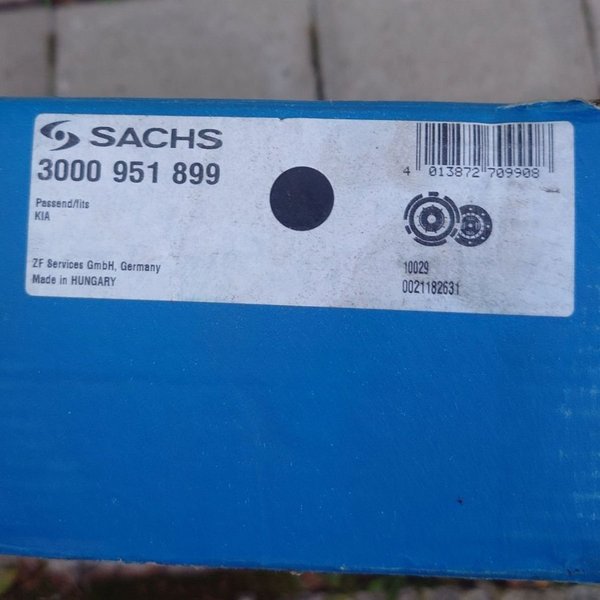 SACHS
3000 951 899
Passend/fits
KIA
ZF Services GmbH, Germany
Made in HUNGARY
4 013872 709908
10029
0021182631